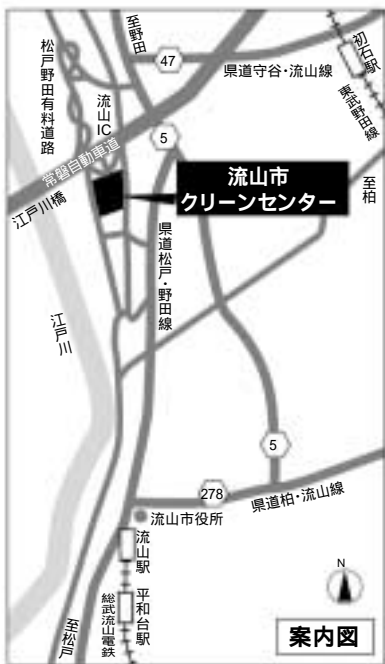 至野田
松戸野田有料道路
流山IC
47
県道守谷・流山線
初石駅
東武野田線
5
常磐自動車道
流山市
クリーンセンター
至柏
江戸川橋
県道松戸・野田線
江戸川
5
278
県道柏・流山線
流山市役所
流山駅
平和台駅
総武流山電鉄
至松戸
N
案内図